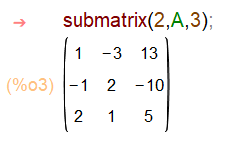 → submatrix(2,A,3);
(%o3)
1 -3 13
-1 2 -10
2 1 5